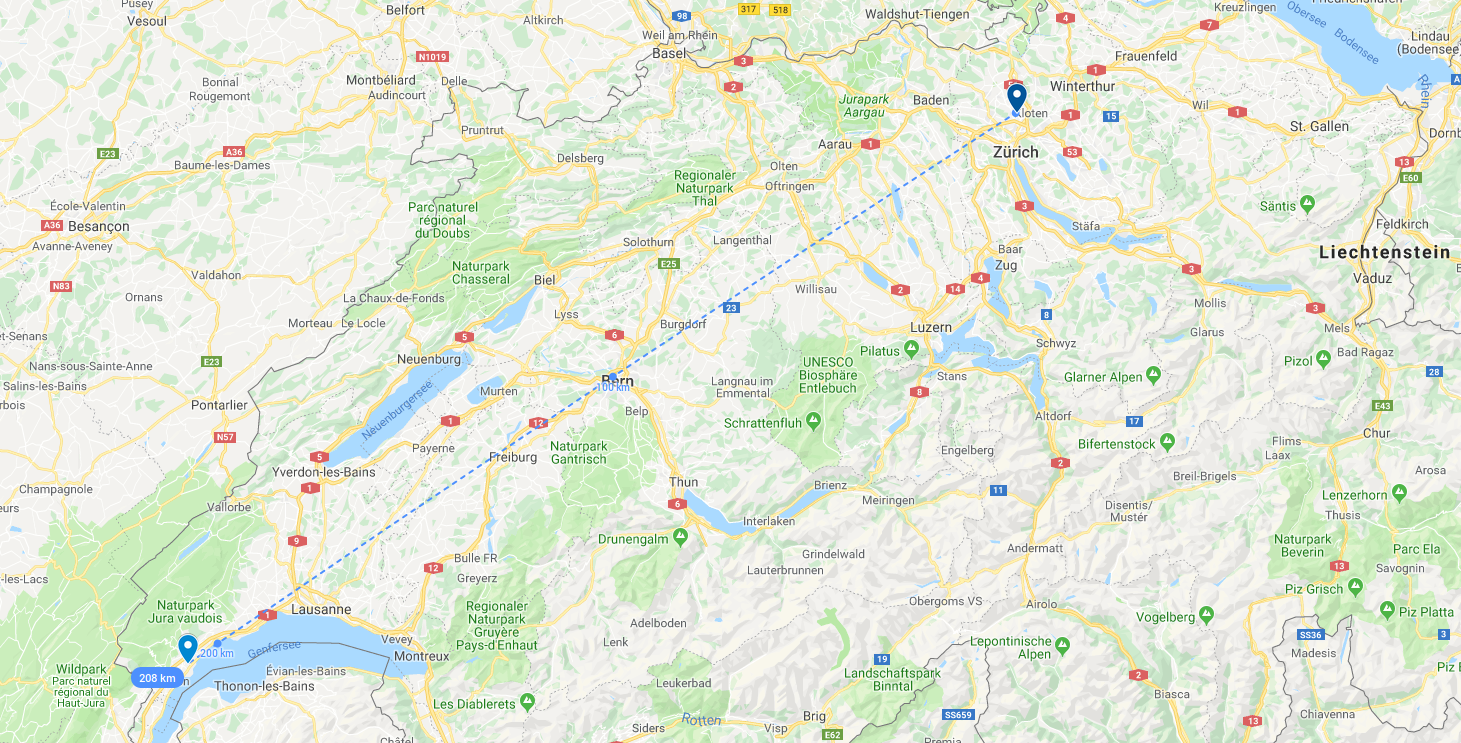 Pusey
Vesoul
Belfort
Altkirch
98
317
518
Waldshut-Tiengen
4
Kreuzlingen
Friedrichshafen
Obersee
Bodensee
7
Lindau
(Bodensee)
Weil am Rhein
Basel
N1019
3
Frauenfeld
Bonnal
Rougemont
Montbéliard
Audincourt
Delle
2
Jurapark
Aargau
Baden
1
Winterthur
Wil
1
Rhein
A
Kloten
1
15
St. Gallen
Dornb
Pruntrut
E23
A36
Baume-les-Dames
Delsberg
Aarau
1
Zürich
53
13
E60
Olten
Oftringen
Regionaler
Naturpark
Thal
École-Valentin
A36
Besançon
Avanne-Aveney
Parc naturel
régional
du Doubs
3
Stäfa
Säntis
Feldkirch
Solothurn
Langenthal
E25
Baar
Zug
Liechtenstein
Vaduz
Valdahon
Naturpark
Chasseral
Biel
N83
Ornans
La Chaux-de-Fonds
Willisau
2
14
4
3
Mollis
3
Morteau
Le Locle
Lyss
23
8
et-Senans
5
6
Burgdorf
Luzern
Schwyz
Glarus
Mels
Bad Ragaz
E23
Neuenburg
Nans-sous-Sainte-Anne
Salins-les-Bains
UNESCO
Biosphäre
Entlebuch
Pilatus
Pizol
Stans
Glarner Alpen
28
Bern
100 km
Murten
Langnau im
Emmental
8
rbois
Pontarlier
Neuenburgersee
Belp
Altdorf
E43
N57
1
12
Schrattenfluh
17
Chur
Payerne
Naturpark
Gantrisch
Engelberg
Bifertenstock
Flims
Laax
5
Freiburg
2
Yverdon-les-Bains
1
Breil-Brigels
Arosa
Champagnole
Thun
Brienz
11
Lenzerhorn
Vallorbe
6
Meiringen
Disentis/
Mustér
Thusis
eurs
Interlaken
9
Drunengalm
Andermatt
Naturpark
Beverin
Parc Ela
Bulle FR
Grindelwald
-les-Lacs
12
Greyerz
Lauterbrunnen
13
Savognin
Naturpark
Jura vaudois
1
Lausanne
Regionaler
Naturpark
Gruyère
Pays-d'Enhaut
Obergoms VS
Airolo
Piz Grisch
Vogelberg
Piz Platta
Adelboden
Lenk
Vevey
Lepontinische
Alpen
SS36
3
Madesis
200 km
Genfersee
Montreux
19
Wildpark
Parc naturel
régional du
Haut-Jura
208 km
Évian-les-Bains
Thonon-les-Bains
Leukerbad
Landschaftspark
Binntal
2
Piz
Biasca
Les Diablerets
Rotten
Brig
SS659
13
Chiavenna
Siders
Visp
E62
Châtel
Premia